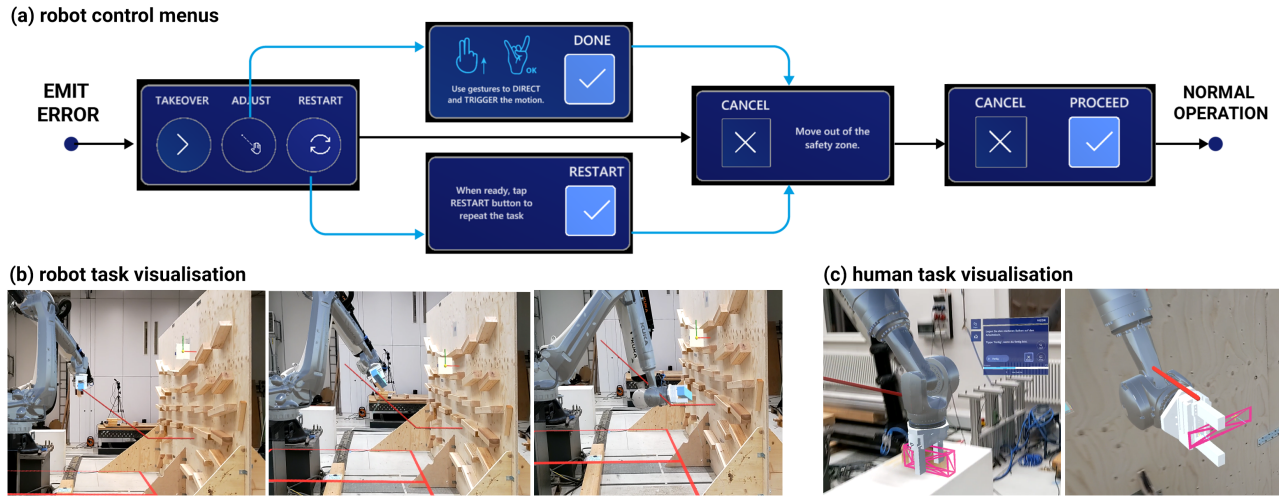 (a) robot control menus
EMIT
ERROR
TAKEOVER ADJUST RESTART
OK
Use gestures to DIRECT
and TRIGGER the motion.
DONE
When ready, tap
RESTART button to
repeat the task
RESTART
CANCEL
Move out of the
safety zone.
CANCEL PROCEED
NORMAL
OPERATION
(b) robot task visualisation
(c) human task visualisation